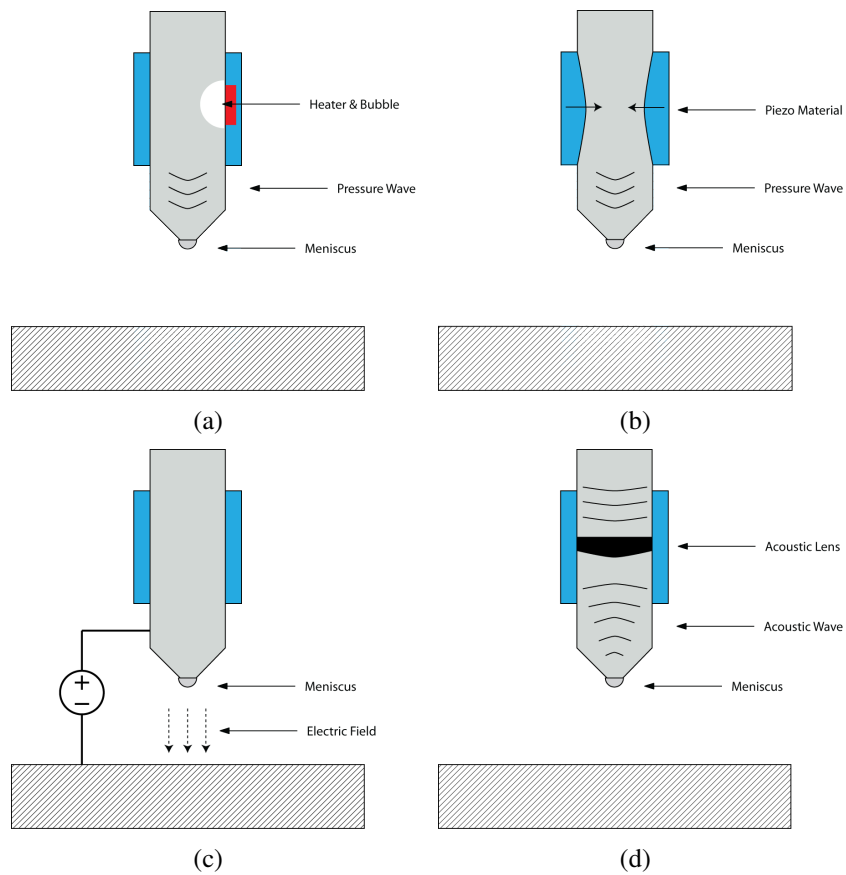 Heater & Bubble
Pressure Wave
Meniscus
(a)
Piezo Material
Pressure Wave
Meniscus
(b)
+
−
Meniscus
Electric Field
(c)
Acoustic Lens
Acoustic Wave
Meniscus
(d)